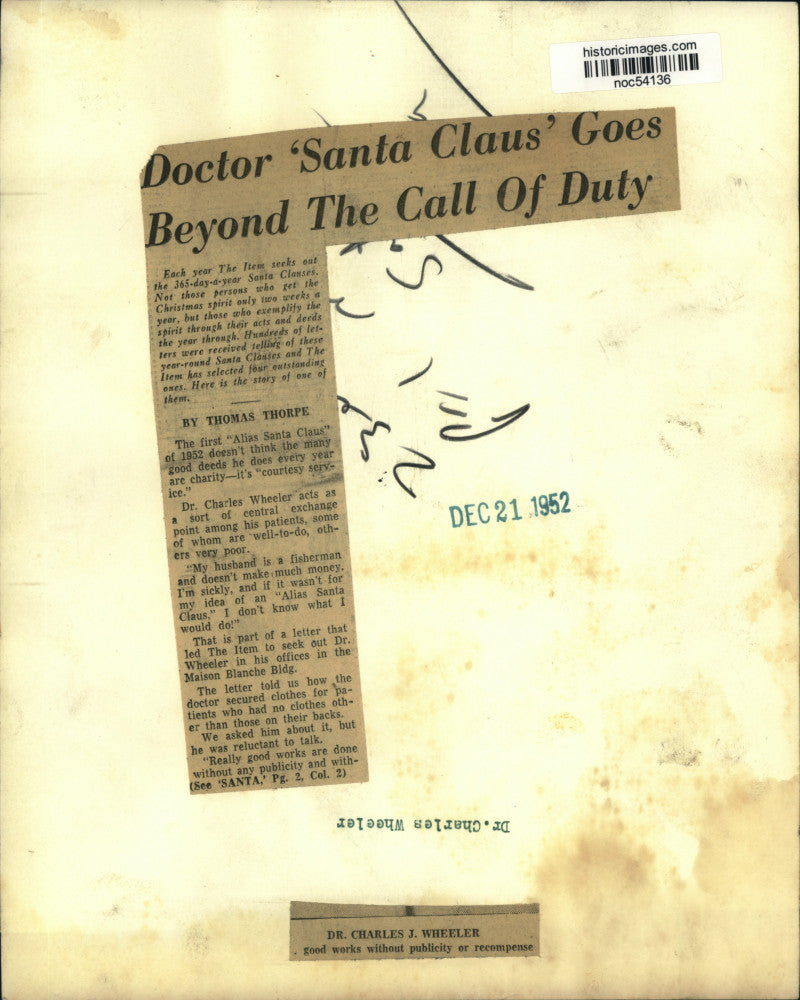 historicimages.com
noc54136
Doctor ‘Santa Claus’ Goes
Beyond The Call Of Duty
Each year The Item seeks out
the 365-day-a-year Santa Clauses.
Not those persons who get the
Christmas spirit only two weeks a
year, but those who exemplify the
spirit through their acts and deeds
the year through. Hundreds of let-
ters were received telling of these
year-round Santa Clauses and The
Item has selected four outstanding
ones. Here is the story of one of
them.
BY THOMAS THORPE
The first “Alias Santa Claus”
of 1952 doesn’t think the many
good deeds he does every year
are charity—it’s “courtesy serv-
ice.”
Dr. Charles Wheeler acts as
a sort of central exchange
point among his patients, some
of whom are well-to-do, oth-
ers very poor.
“My husband is a fisherman
and doesn’t make much money.
I’m sickly, and if it wasn’t for
my idea of an “Alias Santa
Claus,” I don’t know what I
would do!”
That is part of a letter that
led The Item to seek out Dr.
Wheeler in his offices in the
Maison Blanche Bldg.
The letter told us how the
doctor secured clothes for pa-
tients who had no clothes oth-
er than those on their backs.
We asked him about it, but
he was reluctant to talk.
“Really good works are done
without any publicity and with-
(See ‘SANTA,’ Pg. 2, Col. 2)
DEC 21 1952
Dr. Charles Wheeler
DR. CHARLES J. WHEELER
. good works without publicity or recompense